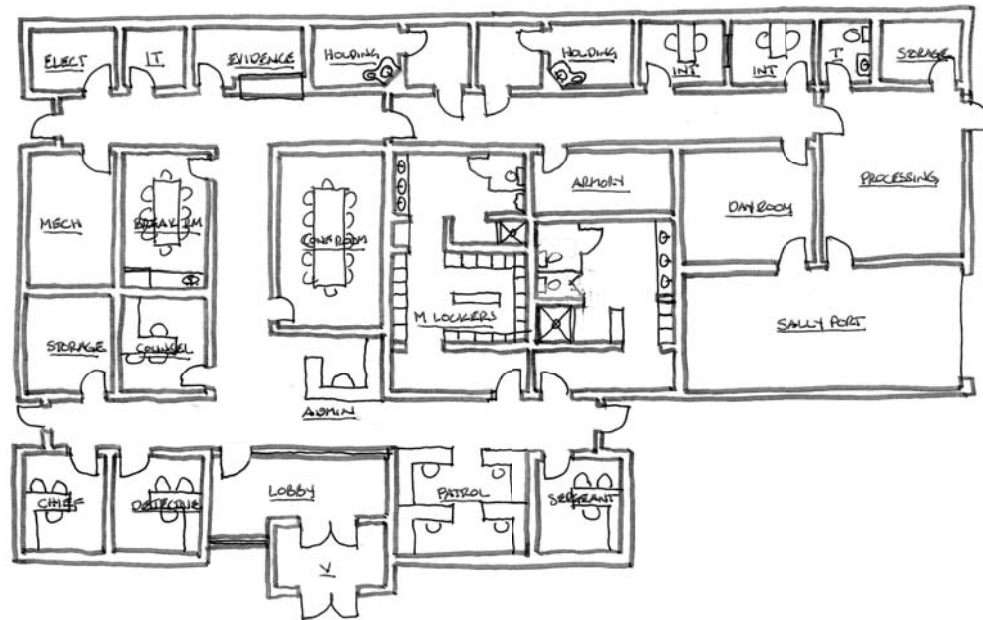 ELECT
IT
EVIDENCE
HOLDING
HOLDING
INT
INT
T
STORAGE
MECH
BREAK RM
CONF ROOM
ARMORY
DAYROOM
PROCESSING
STORAGE
COUNSEL
M LOCKERS
SALLY PORT
ADMIN
CHIEF
DETECTIVE
LOBBY
PATROL
SERGEANT
V